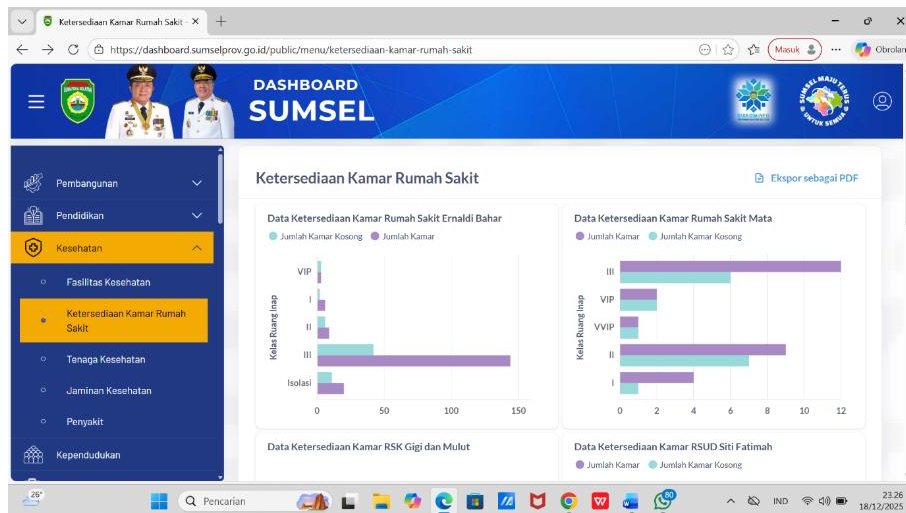 Ketersediaan Kamar Rumah Sakit -
https://dashboard.sumselprov.go.id/public/menu/ketersediaan-kamar-rumah-sakit
Masuk
Obrolan
DASHBOARD
SUMSEL
SUMSEL MAJU TERUS
UNTUK SEMUA
Pembangunan
Pendidikan
Kesehatan
Fasilitas Kesehatan
Ketersediaan Kamar Rumah
Sakit
Tenaga Kesehatan
Jaminan Kesehatan
Penyakit
Kependudukan
Ketersediaan Kamar Rumah Sakit
Ekspor sebagai PDF
Data Ketersediaan Kamar Rumah Sakit Ernaldi Bahar
Jumlah Kamar Kosong Jumlah Kamar
Kelas Ruang Inap
VIP
I
II
III
Isolasi
0 50 100 150
Data Ketersediaan Kamar Rumah Sakit Mata
Jumlah Kamar Jumlah Kamar Kosong
Kelas Ruang Inap
III
VIP
VVIP
II
I
0 2 4 6 8 10 12
Data Ketersediaan Kamar RSK Gigi dan Mulut
Data Ketersediaan Kamar RSUD Siti Fatimah
Jumlah Kamar Jumlah Kamar Kosong
26°
Pencarian
80
IND
23.26
18/12/2025